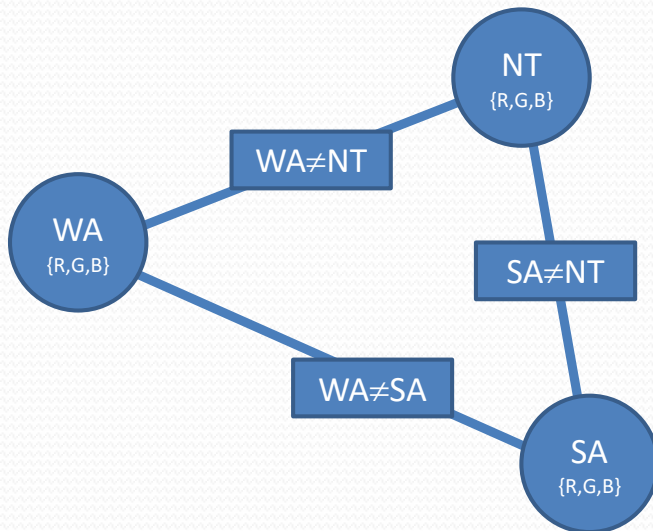 NT
{R,G,B}
WA≠NT
WA
{R,G,B}
SA≠NT
WA≠SA
SA
{R,G,B}